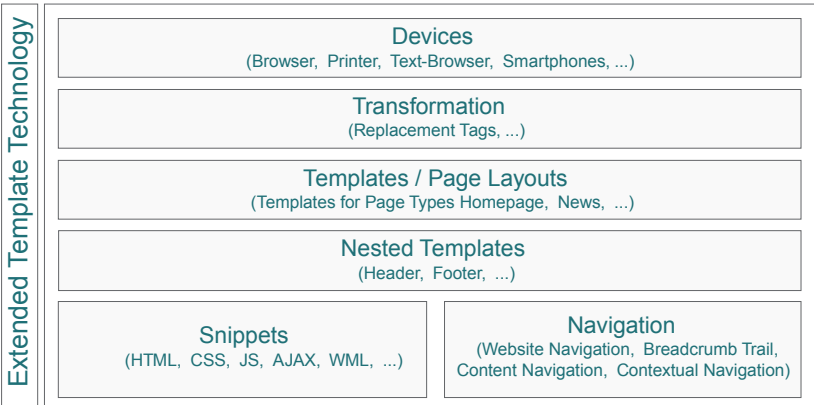 Extended Template Technology
Devices
(Browser, Printer, Text-Browser, Smartphones, ...)
Transformation
(Replacement Tags, ...)
Templates / Page Layouts
(Templates for Page Types Homepage, News, ...)
Nested Templates
(Header, Footer, ...)
Snippets
(HTML, CSS, JS, AJAX, WML, ...)
Navigation
(Website Navigation, Breadcrumb Trail,
Content Navigation, Contextual Navigation)